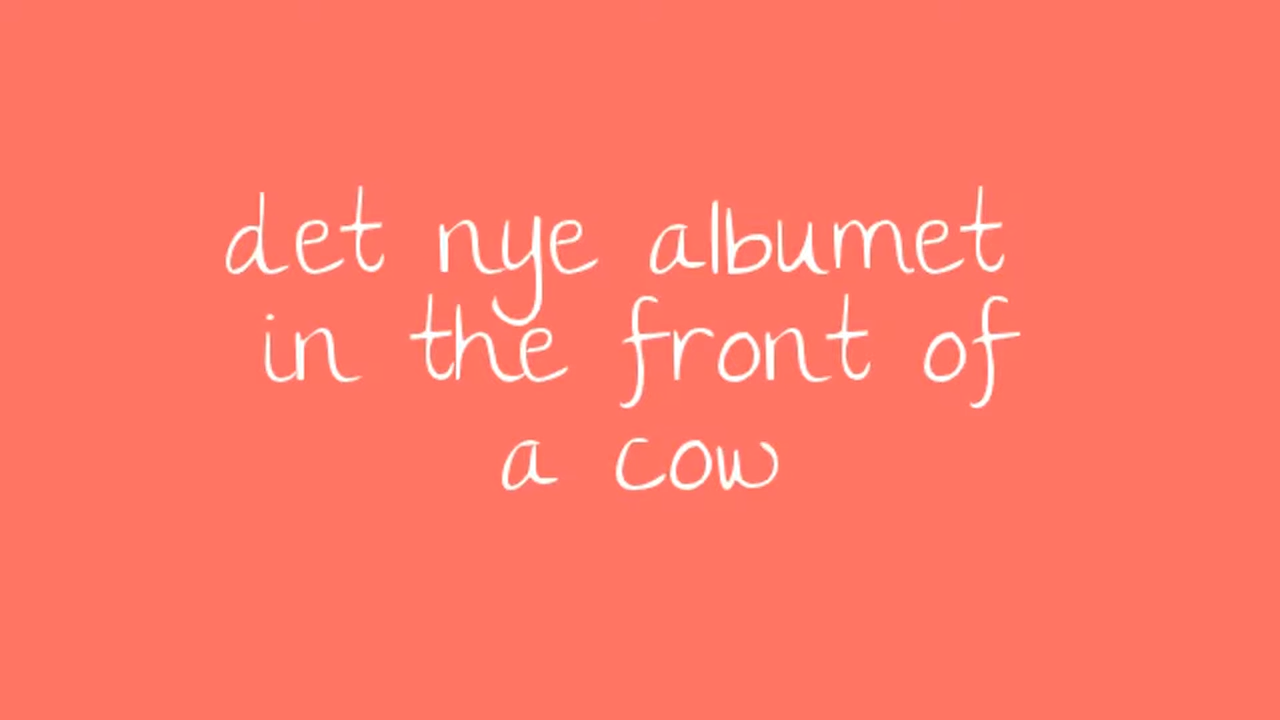 det nye albumet
in the front of
a cow